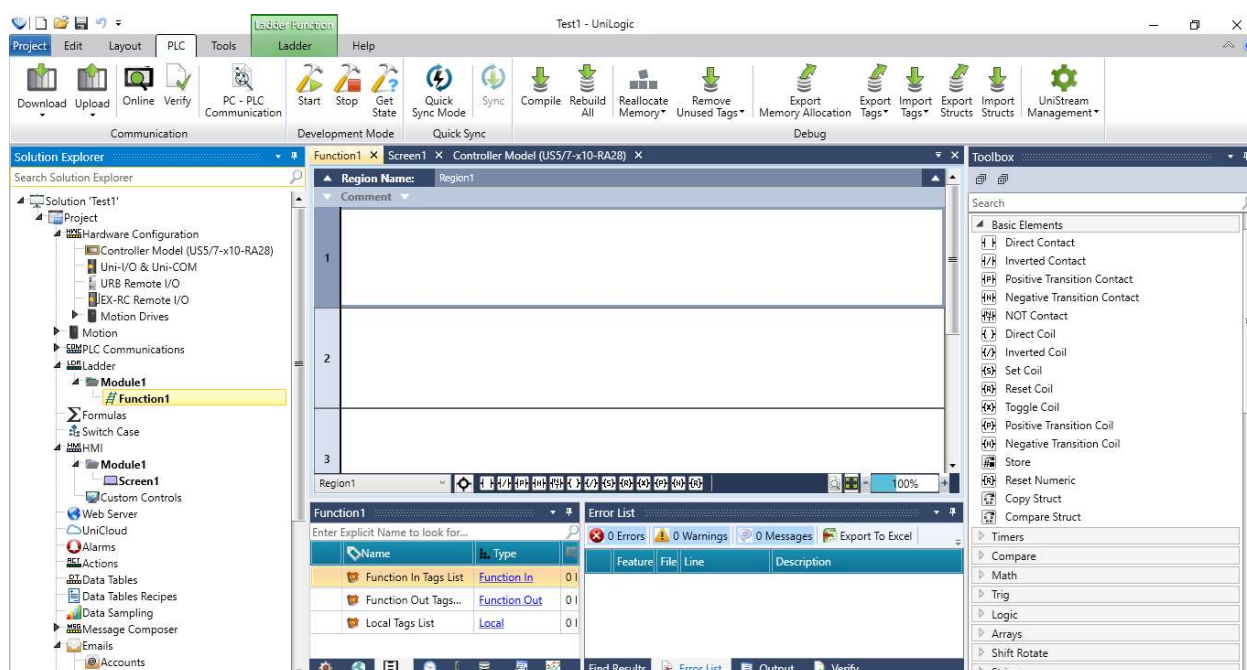 Ladder Function
Test1 - UniLogic
Project Edit Layout PLC Tools Ladder Help
Download Upload Online Verify PC - PLC Communication Start Stop Get State Quick Sync Mode Sync Compile Rebuild All Reallocate Memory Remove Unused Tags Export Memory Allocation Export Tags Import Tags Export Structs Import Structs UniStream Management
Communication Development Mode Quick Sync Debug
Solution Explorer
Search Solution Explorer
Solution 'Test1'
Project
HWC Hardware Configuration
Controller Model (US5/7-x10-RA28)
Uni-I/O & Uni-COM
URB Remote I/O
EX-RC Remote I/O
Motion Drives
Motion
COM PLC Communications
LDR Ladder
Module1
Function1
Formulas
Switch Case
HMI HMI
Module1
Screen1
Custom Controls
Web Server
UniCloud
Alarms
ACT Actions
DT Data Tables
Data Tables Recipes
Data Sampling
MSG Message Composer
Emails
Accounts
Function1 Screen1 Controller Model (US5/7-x10-RA28)
Region Name: Region1
Comment
1
2
3
Region1 100%
Function1
Enter Explicit Name to look for...
Name Type
Function In Tags List Function In 0
Function Out Tags... Function Out 0
Local Tags List Local 0
Error List
0 Errors 0 Warnings 0 Messages Export To Excel
Feature File Line Description
Find Results Error List Output Verify
Toolbox
Search
Basic Elements
Direct Contact
Inverted Contact
Positive Transition Contact
Negative Transition Contact
NOT Contact
Direct Coil
Inverted Coil
Set Coil
Reset Coil
Toggle Coil
Positive Transition Coil
Negative Transition Coil
Store
Reset Numeric
Copy Struct
Compare Struct
Timers
Compare
Math
Trig
Logic
Arrays
Shift Rotate